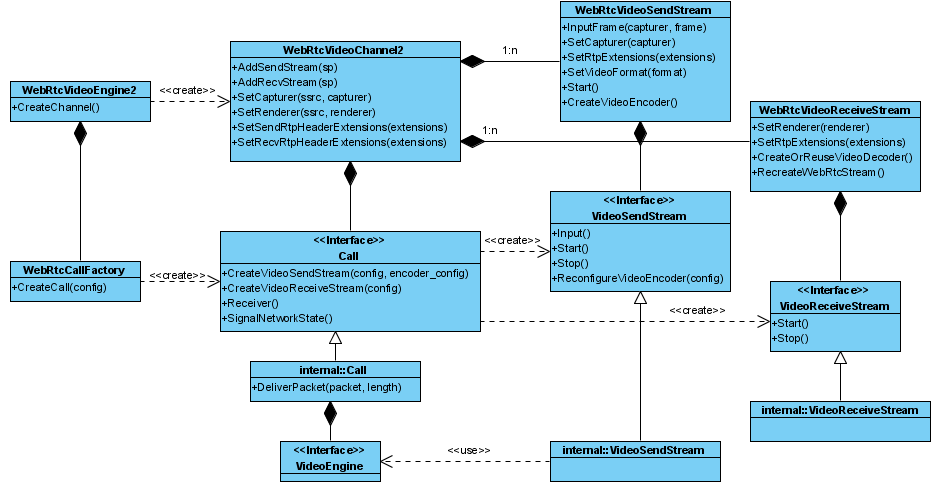 WebRtcVideoSendStream
+InputFrame(capturer, frame)
+SetCapturer(capturer)
+SetRtpExtensions(extensions)
+SetVideoFormat(format)
+Start()
+CreateVideoEncoder()
WebRtcVideoChannel2
+AddSendStream(sp)
+AddRecvStream(sp)
+SetCapturer(ssrc, capturer)
+SetRenderer(ssrc, renderer)
+SetSendRtpHeaderExtensions(extensions)
+SetRecvRtpHeaderExtensions(extensions)
1:n
1:n
WebRtcVideoEngine2
+CreateChannel()
<<create>>
WebRtcVideoReceiveStream
+SetRenderer(renderer)
+SetRtpExtensions(extensions)
+CreateOrReuseVideoDecoder()
+RecreateWebRtcStream()
<<Interface>>
VideoSendStream
+Input()
+Start()
+Stop()
+ReconfigureVideoEncoder(config)
<<Interface>>
Call
+CreateVideoSendStream(config, encoder_config)
+CreateVideoReceiveStream(config)
+Receiver()
+SignalNetworkState()
<<create>>
WebRtcCallFactory
+CreateCall(config)
<<create>>
<<create>>
<<Interface>>
VideoReceiveStream
+Start()
+Stop()
internal::Call
+DeliverPacket(packet, length)
internal::VideoReceiveStream
<<Interface>>
VideoEngine
<<use>>
internal::VideoSendStream